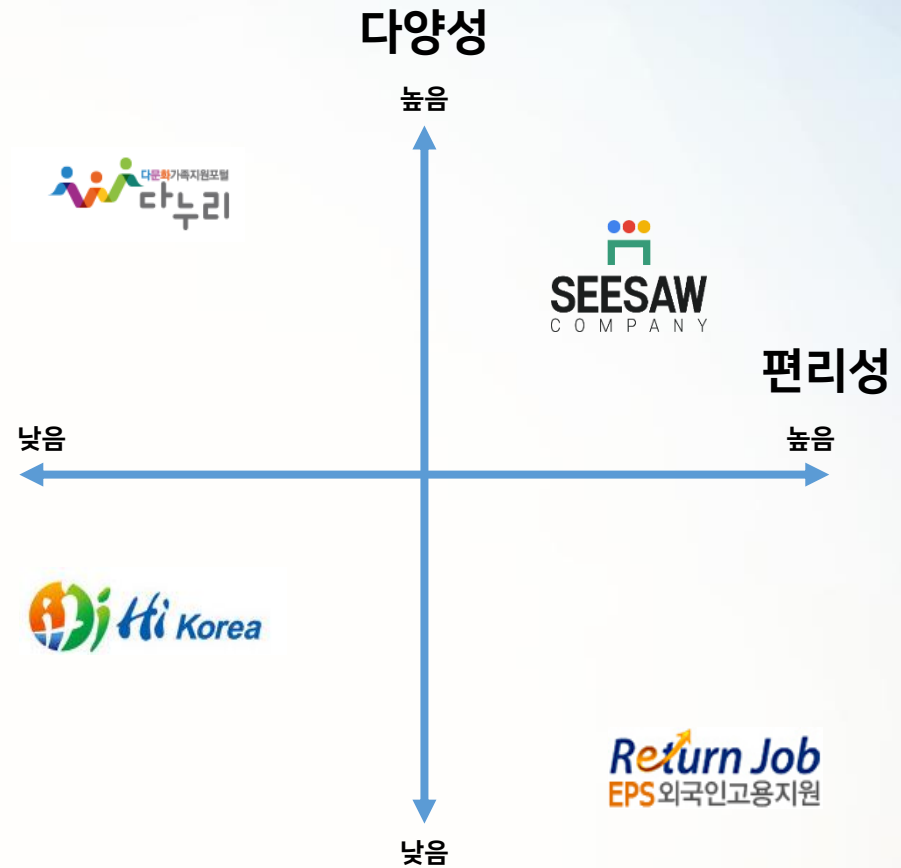 다양성
높음
다문화가족지원포털
다누리
SEESAW
COMPANY
편리성
낮음
높음
Hi Korea
Return Job
EPS 외국인고용지원
낮음